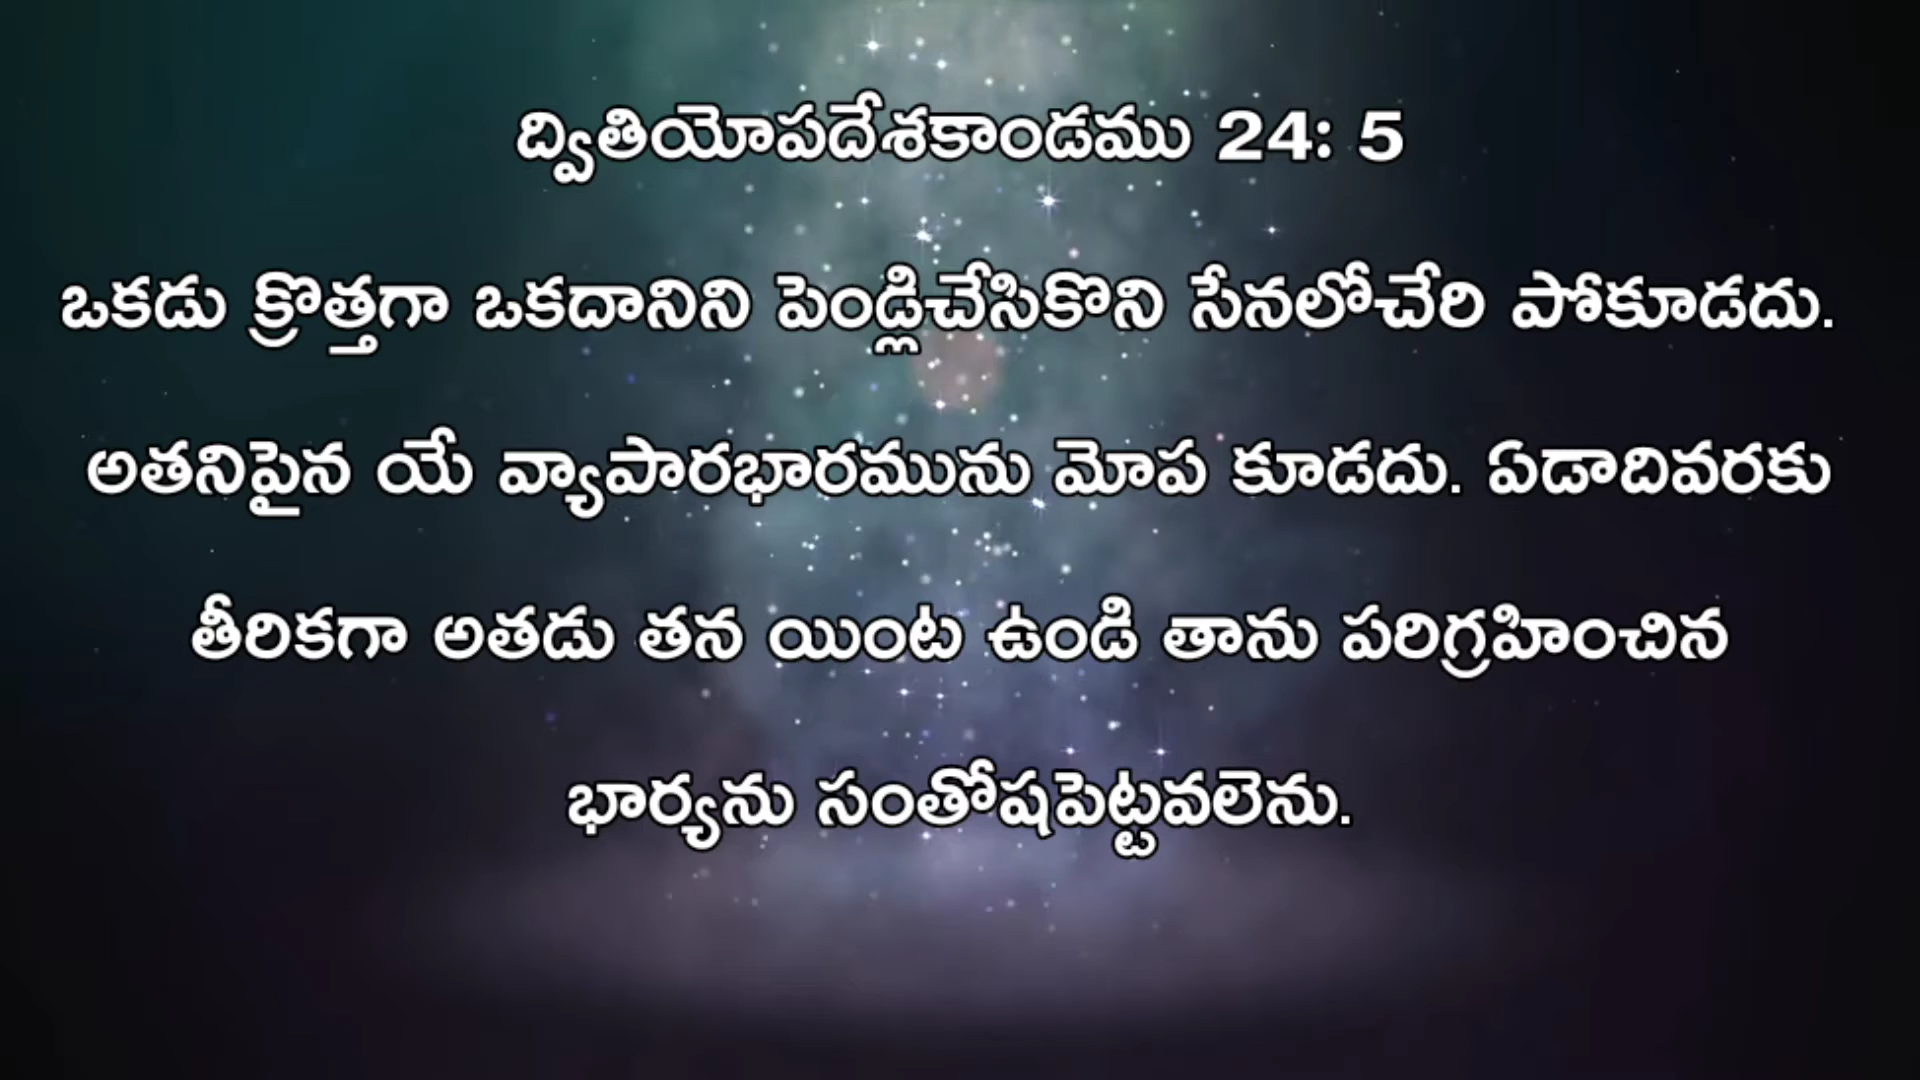 ద్వితియోపదేశకాండము 24: 5
ఒకడు క్రొత్తగా ఒకదానిని పెండ్లిచేసికొని సేనలోచేరి పోకూడదు.
అతనిపైన యే వ్యాపారభారమును మోప కూడదు. ఏడాదివరకు
తీరికగా అతడు తన యింట ఉండి తాను పరిగ్రహించిన
భార్యను సంతోషపెట్టవలెను.